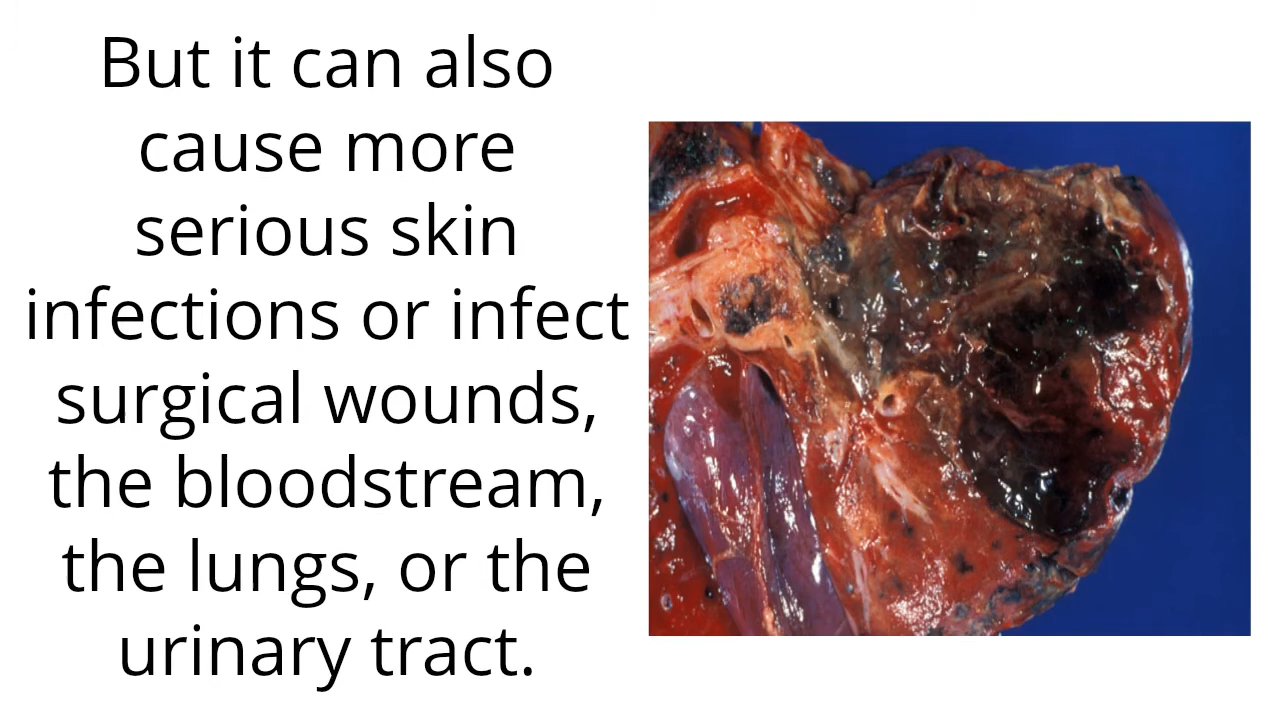 But it can also
cause more
serious skin
infections or infect
surgical wounds,
the bloodstream,
the lungs, or the
urinary tract.